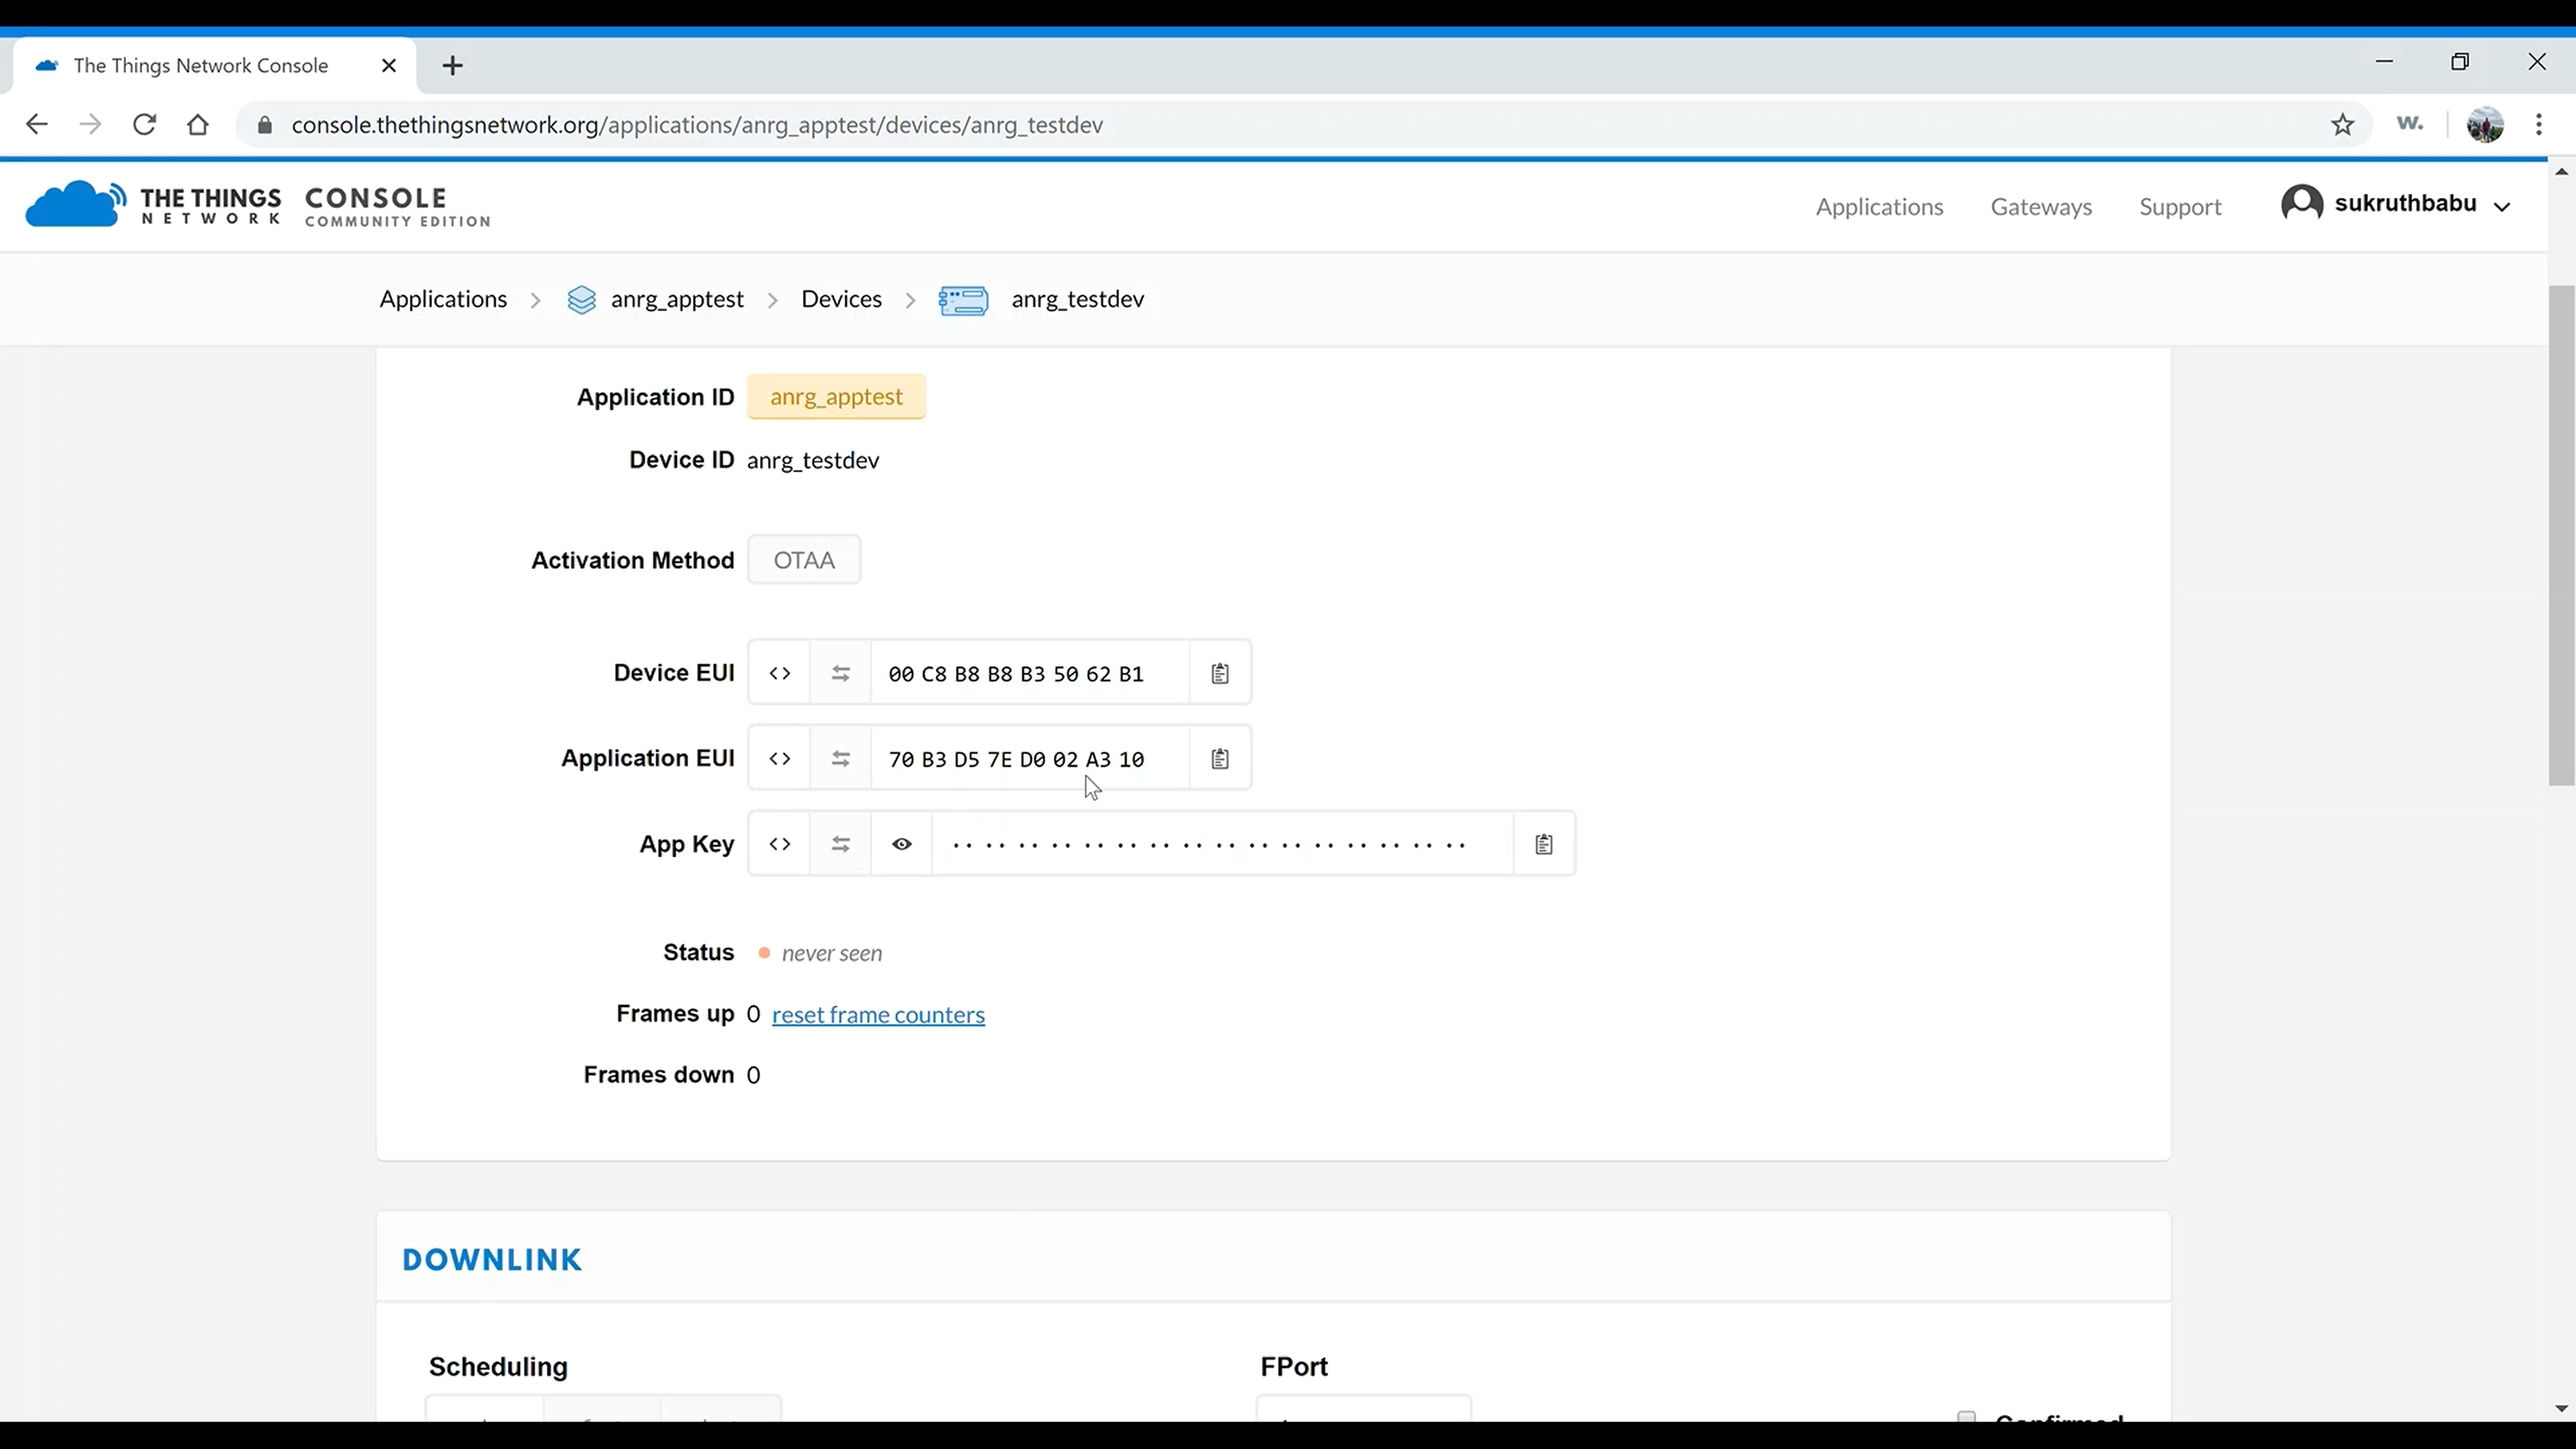 The Things Network Console
console.thethingsnetwork.org/applications/anrg_apptest/devices/anrg_testdev
w.
THE THINGS NETWORK CONSOLE COMMUNITY EDITION
Applications Gateways Support sukruthbabu
Applications > anrg_apptest > Devices > anrg_testdev
Application ID anrg_apptest
Device ID anrg_testdev
Activation Method OTAA
Device EUI <> 00 C8 B8 B8 B3 50 62 B1
Application EUI <> 70 B3 D5 7E D0 02 A3 10
App Key <>
Status never seen
Frames up 0 reset frame counters
Frames down 0
DOWNLINK
Scheduling FPort
Confirmed